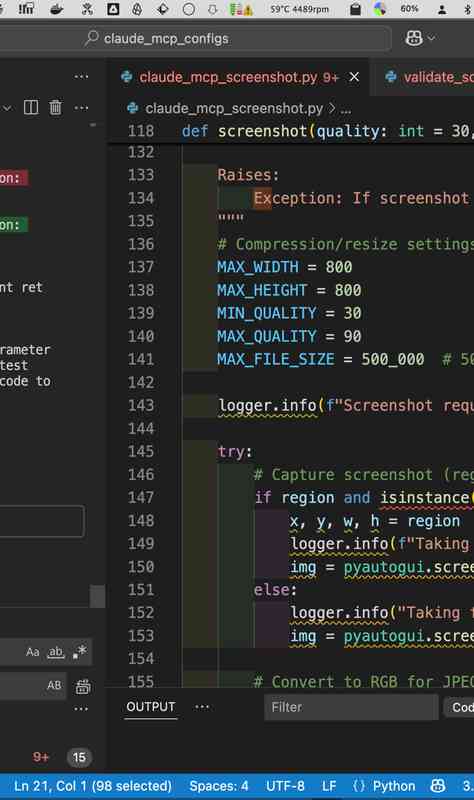 59°C 4489rpm
60%
claude_mcp_configs
claude_mcp_screenshot.py 9+
claude_mcp_screenshot.py > ...
118 def screenshot(quality: int = 30,
132
133 Raises:
134 Exception: If screenshot
135 """
136 # Compression/resize settings
137 MAX_WIDTH = 800
138 MAX_HEIGHT = 800
139 MIN_QUALITY = 30
140 MAX_QUALITY = 90
141 MAX_FILE_SIZE = 500_000 # 50
142
143 logger.info(f"Screenshot requ
144
145 try:
146 # Capture screenshot (reg
147 if region and isinstance(
148 x, y, w, h = region
149 logger.info(f"Taking
150 img = pyautogui.scree
151 else:
152 logger.info("Taking f
153 img = pyautogui.scree
154
155 # Convert to RGB for JPEG
on:
on:
nt ret
rameter
test
code to
Aa ab
AB
9+ 15
OUTPUT
Filter
Cod
Ln 21, Col 1 (98 selected) Spaces: 4 UTF-8 LF {} Python 3.